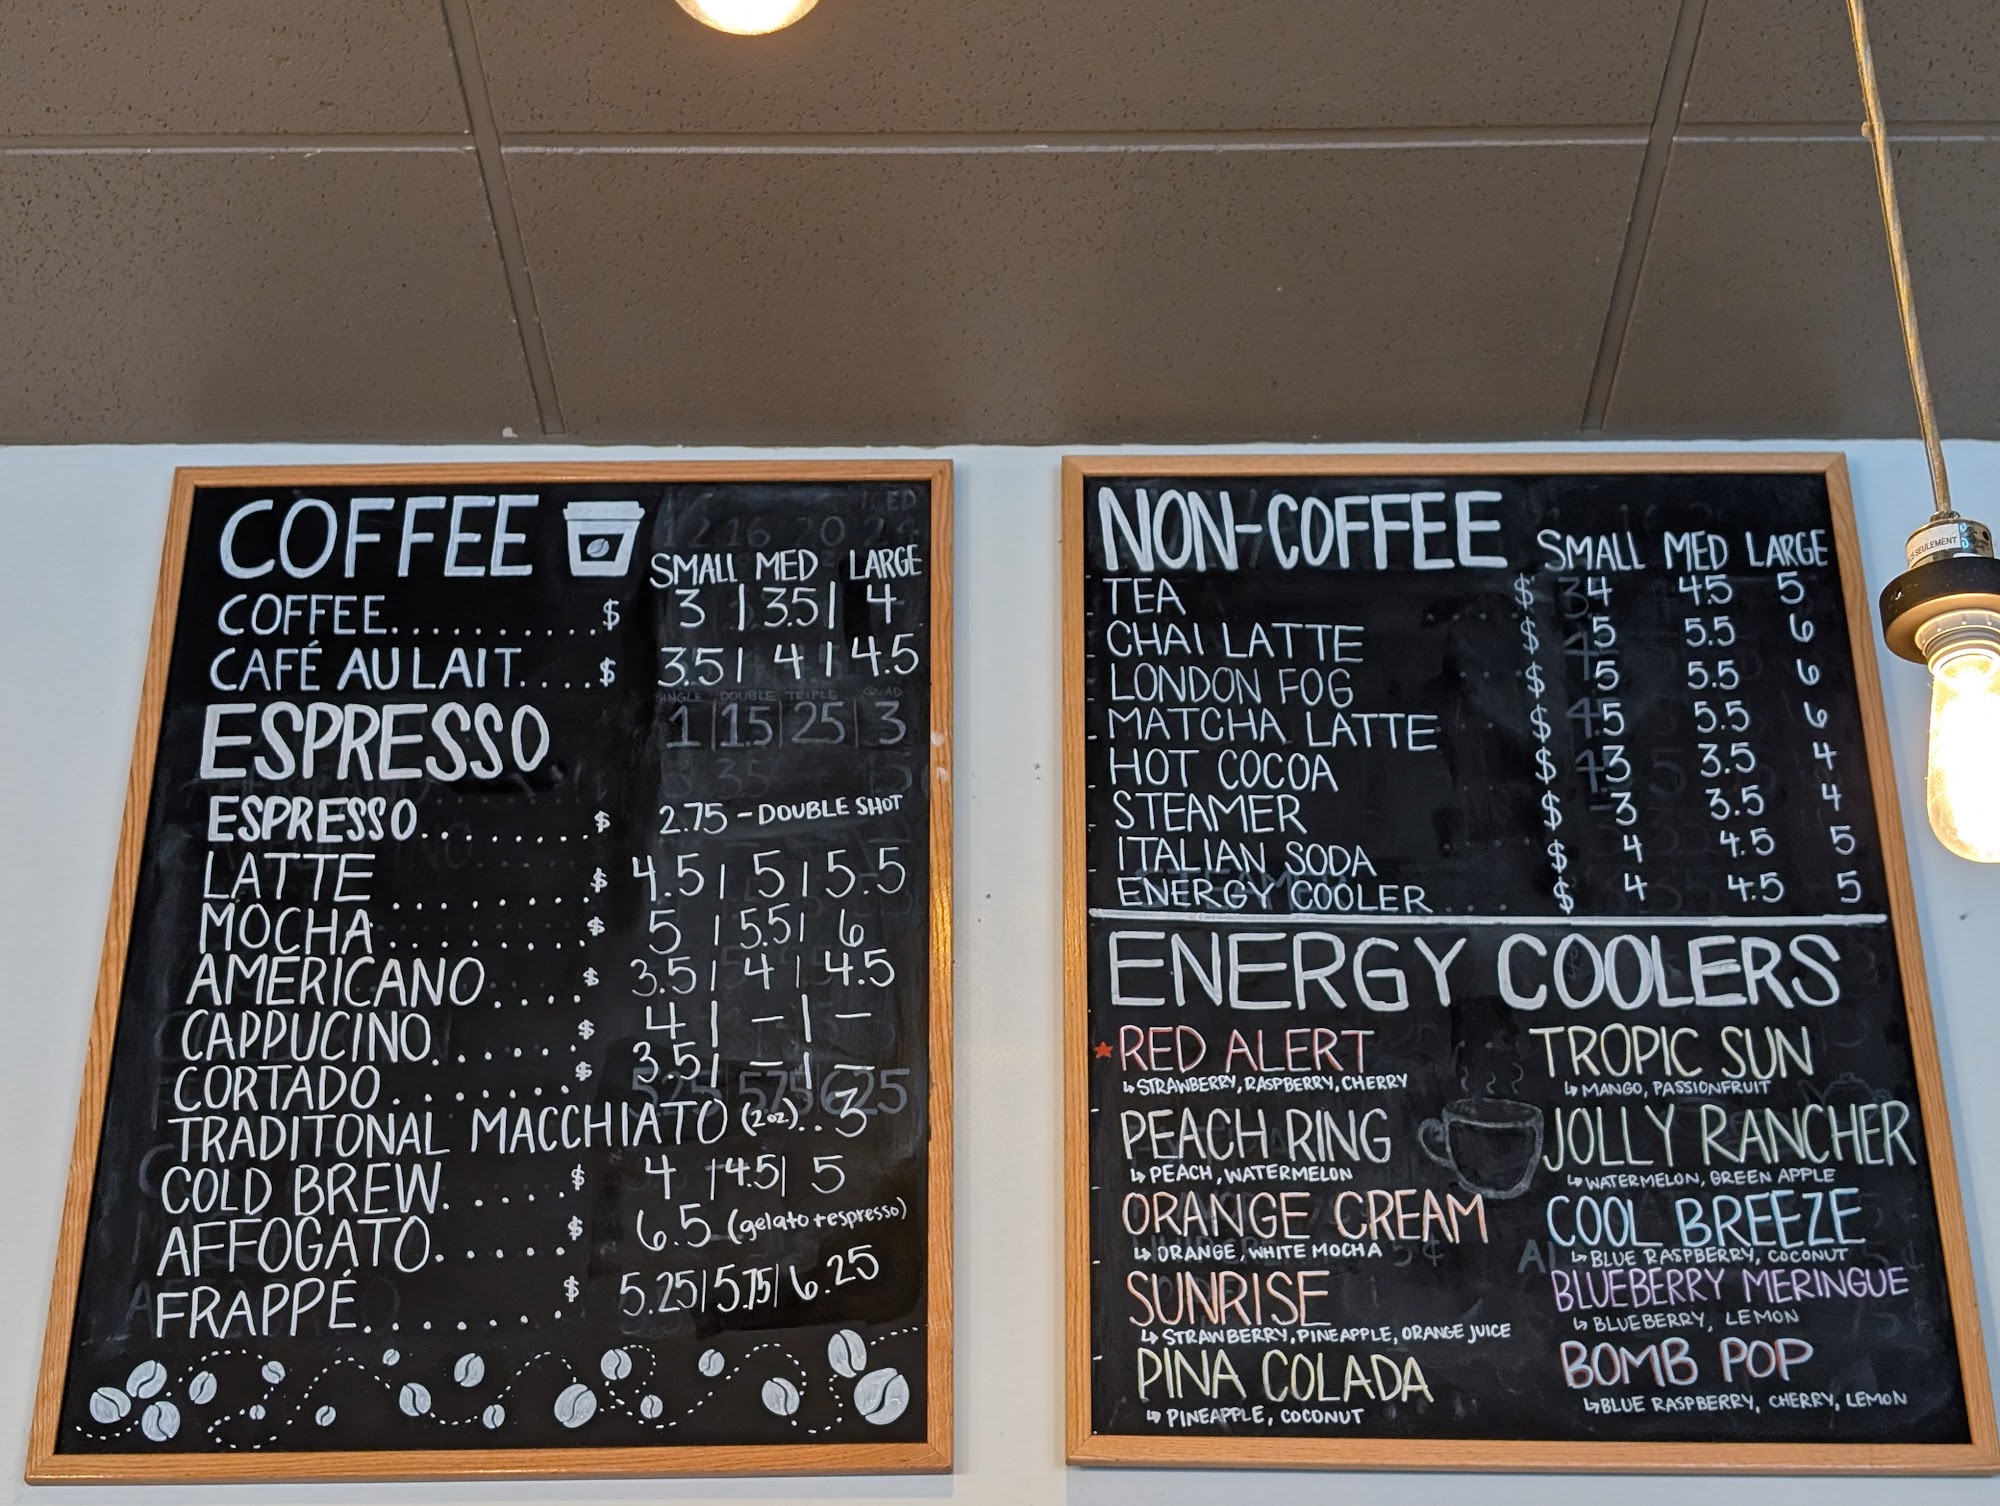 COFFEE
SMALL MED LARGE
COFFEE..........$ 3 | 3.5 | 4
CAFÉ AU LAIT....$ 3.5 | 4 | 4.5
ESPRESSO
SINGLE DOUBLE TRIPLE QUAD
1 | 1.5 | 25 | 3
ESPRESSO........$ 2.75 - DOUBLE SHOT
LATTE ........$ 4.5 | 5 | 5.5
MOCHA.........$ 5 | 5.5 | 6
AMERICANO....$ 3.5 | 4 | 4.5
CAPPUCINO......$ 4 | — | —
CORTADO........$ 3.5 | — | —
TRADITONAL MACCHIATO (2oz)..3
COLD BREW.....$ 4 | 4.5 | 5
AFFOGATO.....$ 6.5 (gelato + espresso)
FRAPPÉ.......$ 5.25 | 5.75 | 6.25
NON-COFFEE
SMALL MED LARGE
TEA $ 4 4.5 5
CHAI LATTE $ 5 5.5 6
LONDON FOG $ 5 5.5 6
MATCHA LATTE $ 5 5.5 6
HOT COCOA $ 3 3.5 4
STEAMER $ 3 3.5 4
ITALIAN SODA $ 4 4.5 5
ENERGY COOLER $ 4 4.5 5
ENERGY COOLERS
RED ALERT
STRAWBERRY, RASPBERRY, CHERRY
PEACH RING
PEACH, WATERMELON
ORANGE CREAM
ORANGE, WHITE MOCHA
SUNRISE
STRAWBERRY, PINEAPPLE, ORANGE JUICE
PINA COLADA
PINEAPPLE, COCONUT
TROPIC SUN
MANGO, PASSIONFRUIT
JOLLY RANCHER
WATERMELON, GREEN APPLE
COOL BREEZE
BLUE RASPBERRY, COCONUT
BLUEBERRY MERINGUE
BLUEBERRY, LEMON
BOMB POP
BLUE RASPBERRY, CHERRY, LEMON
SEULEMENT